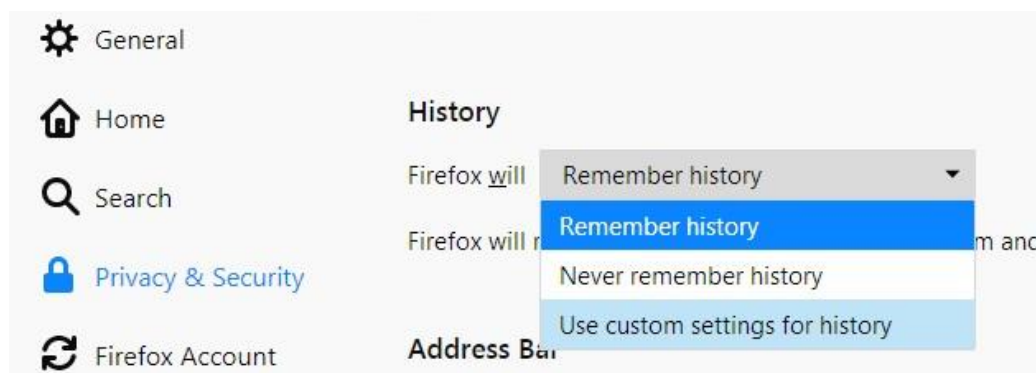 General
Home
Search
Privacy & Security
Firefox Account
History
Firefox will Remember history
Remember history
Never remember history
Use custom settings for history
Firefox will
and
Address